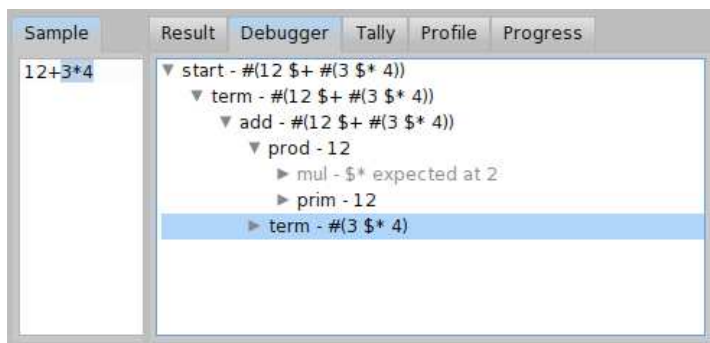 Sample
Result Debugger Tally Profile Progress
12+3*4
start - #(12 $+ #(3 $* 4))
term - #(12 $+ #(3 $* 4))
add - #(12 $+ #(3 $* 4))
prod - 12
mul - $* expected at 2
prim - 12
term - #(3 $* 4)